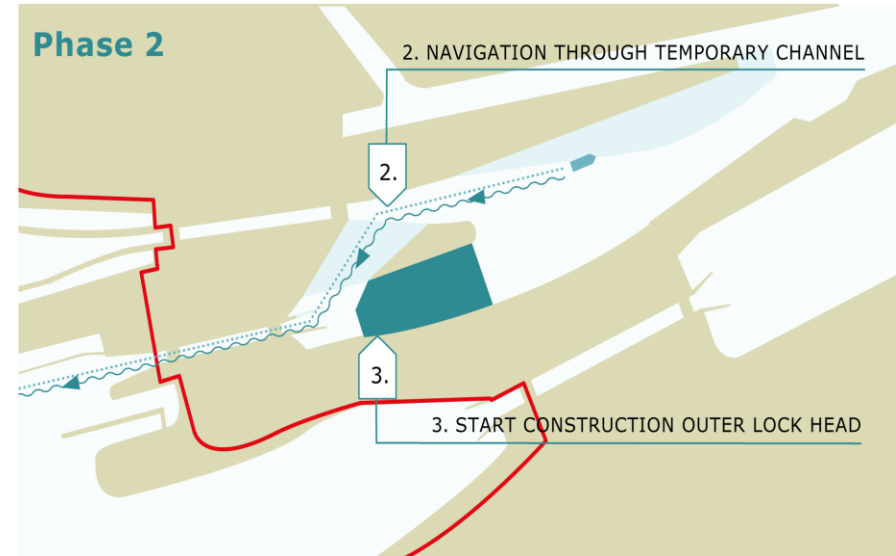 Phase 2
2. NAVIGATION THROUGH TEMPORARY CHANNEL
2.
3.
3. START CONSTRUCTION OUTER LOCK HEAD